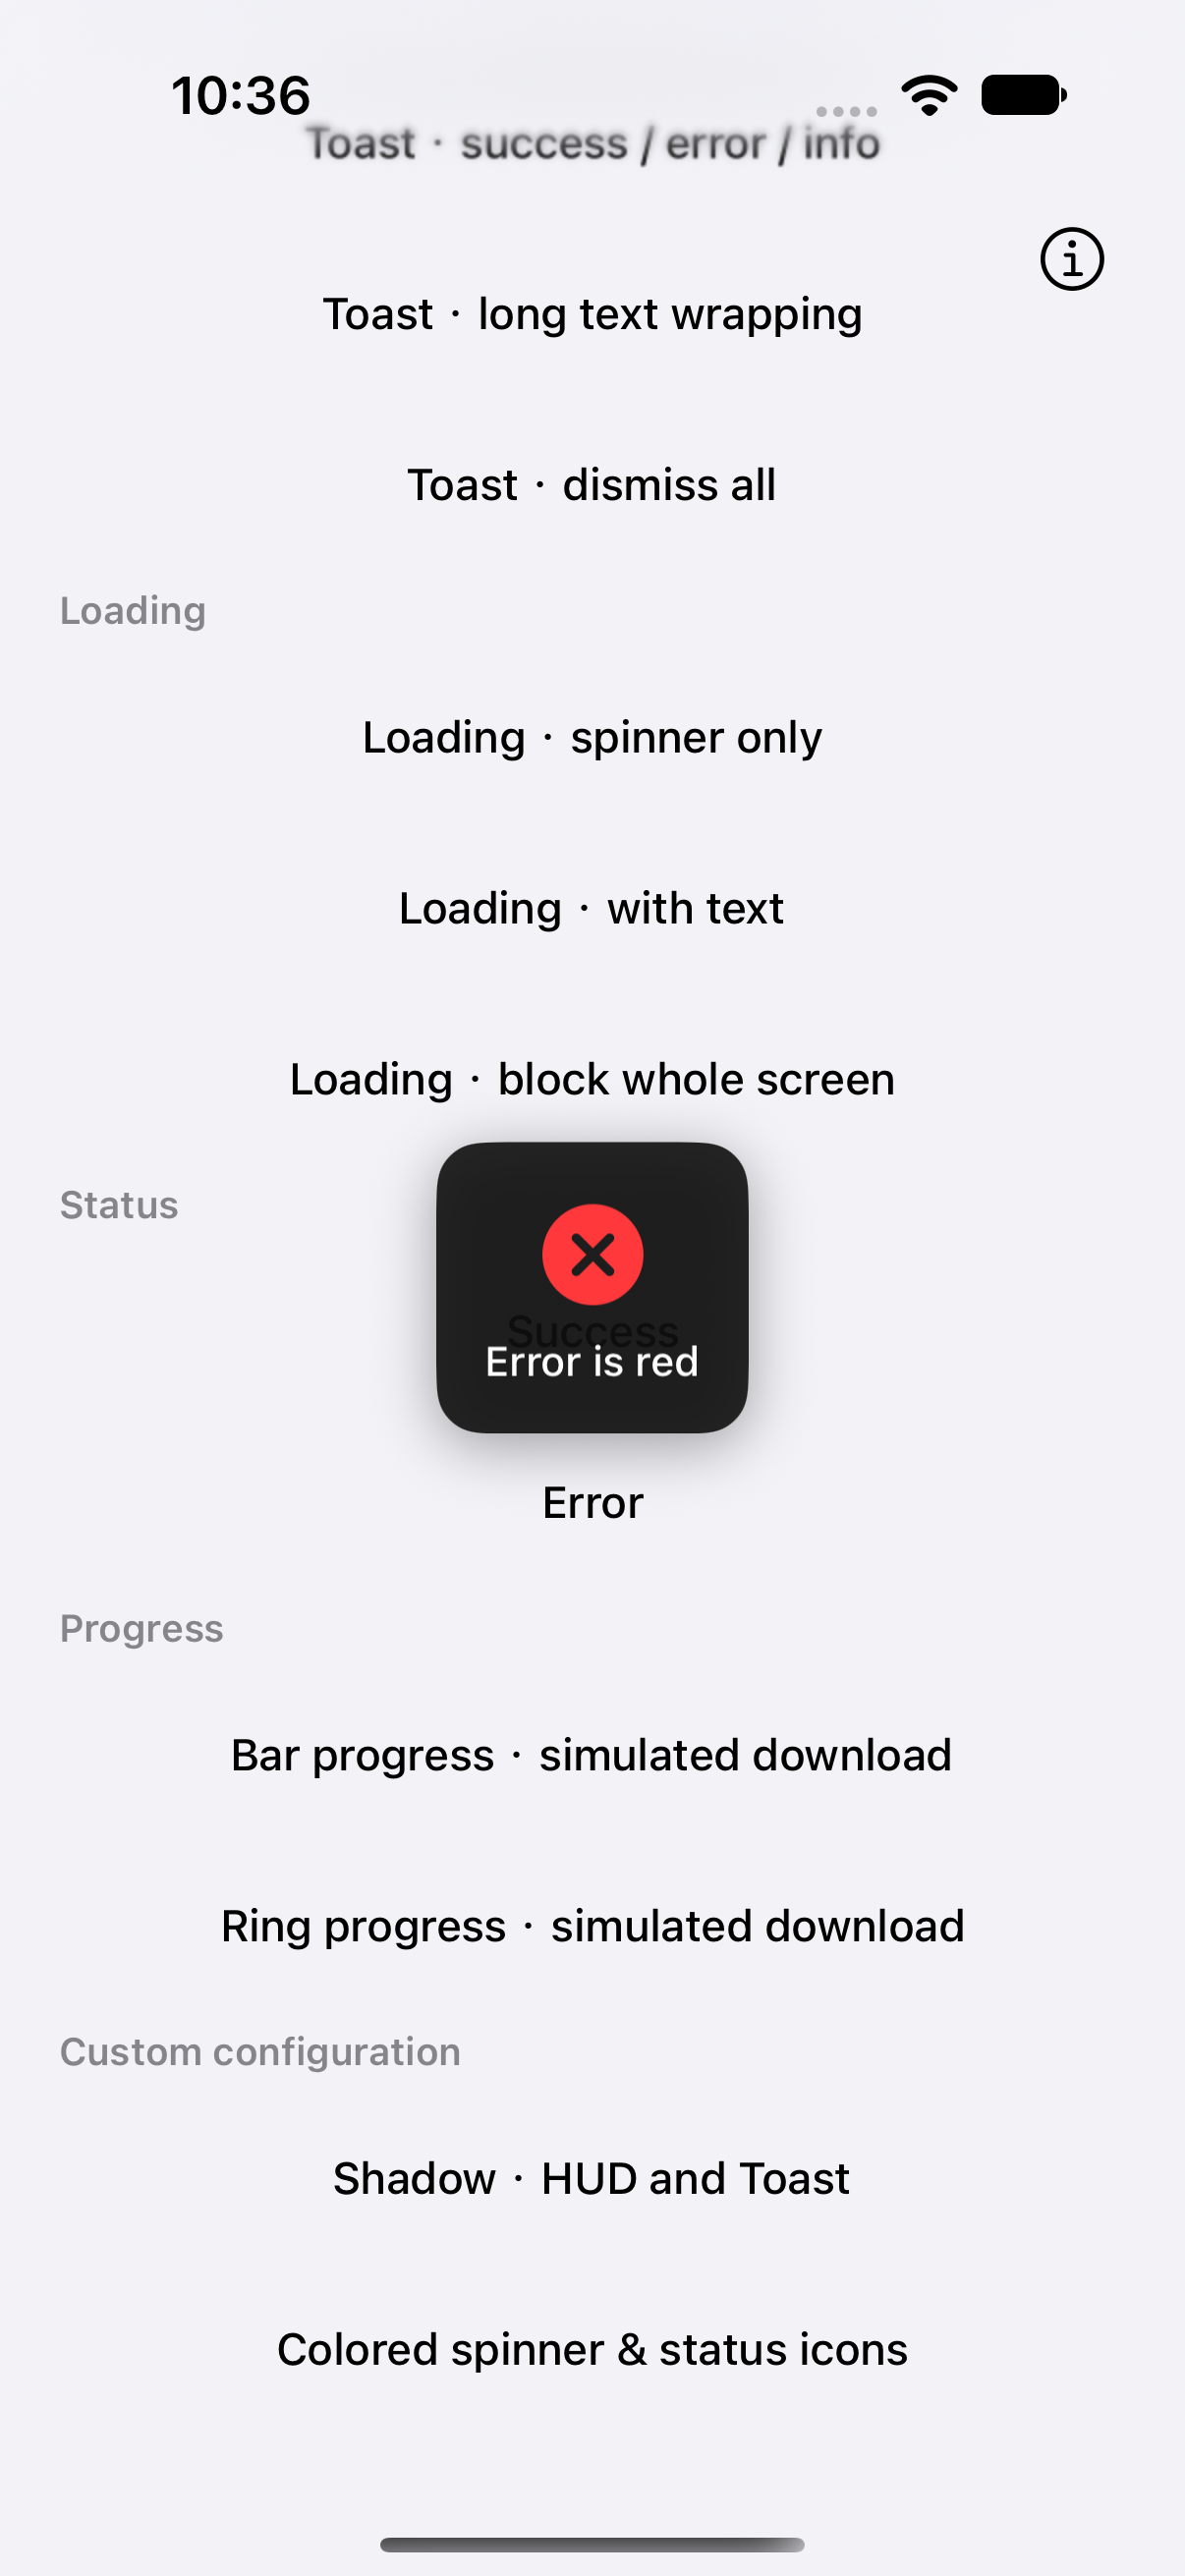 10:36
Toast · success / error / info
Toast · long text wrapping
Toast · dismiss all
Loading
Loading · spinner only
Loading · with text
Loading · block whole screen
Status
Success
Error is red
Error
Progress
Bar progress · simulated download
Ring progress · simulated download
Custom configuration
Shadow · HUD and Toast
Colored spinner & status icons